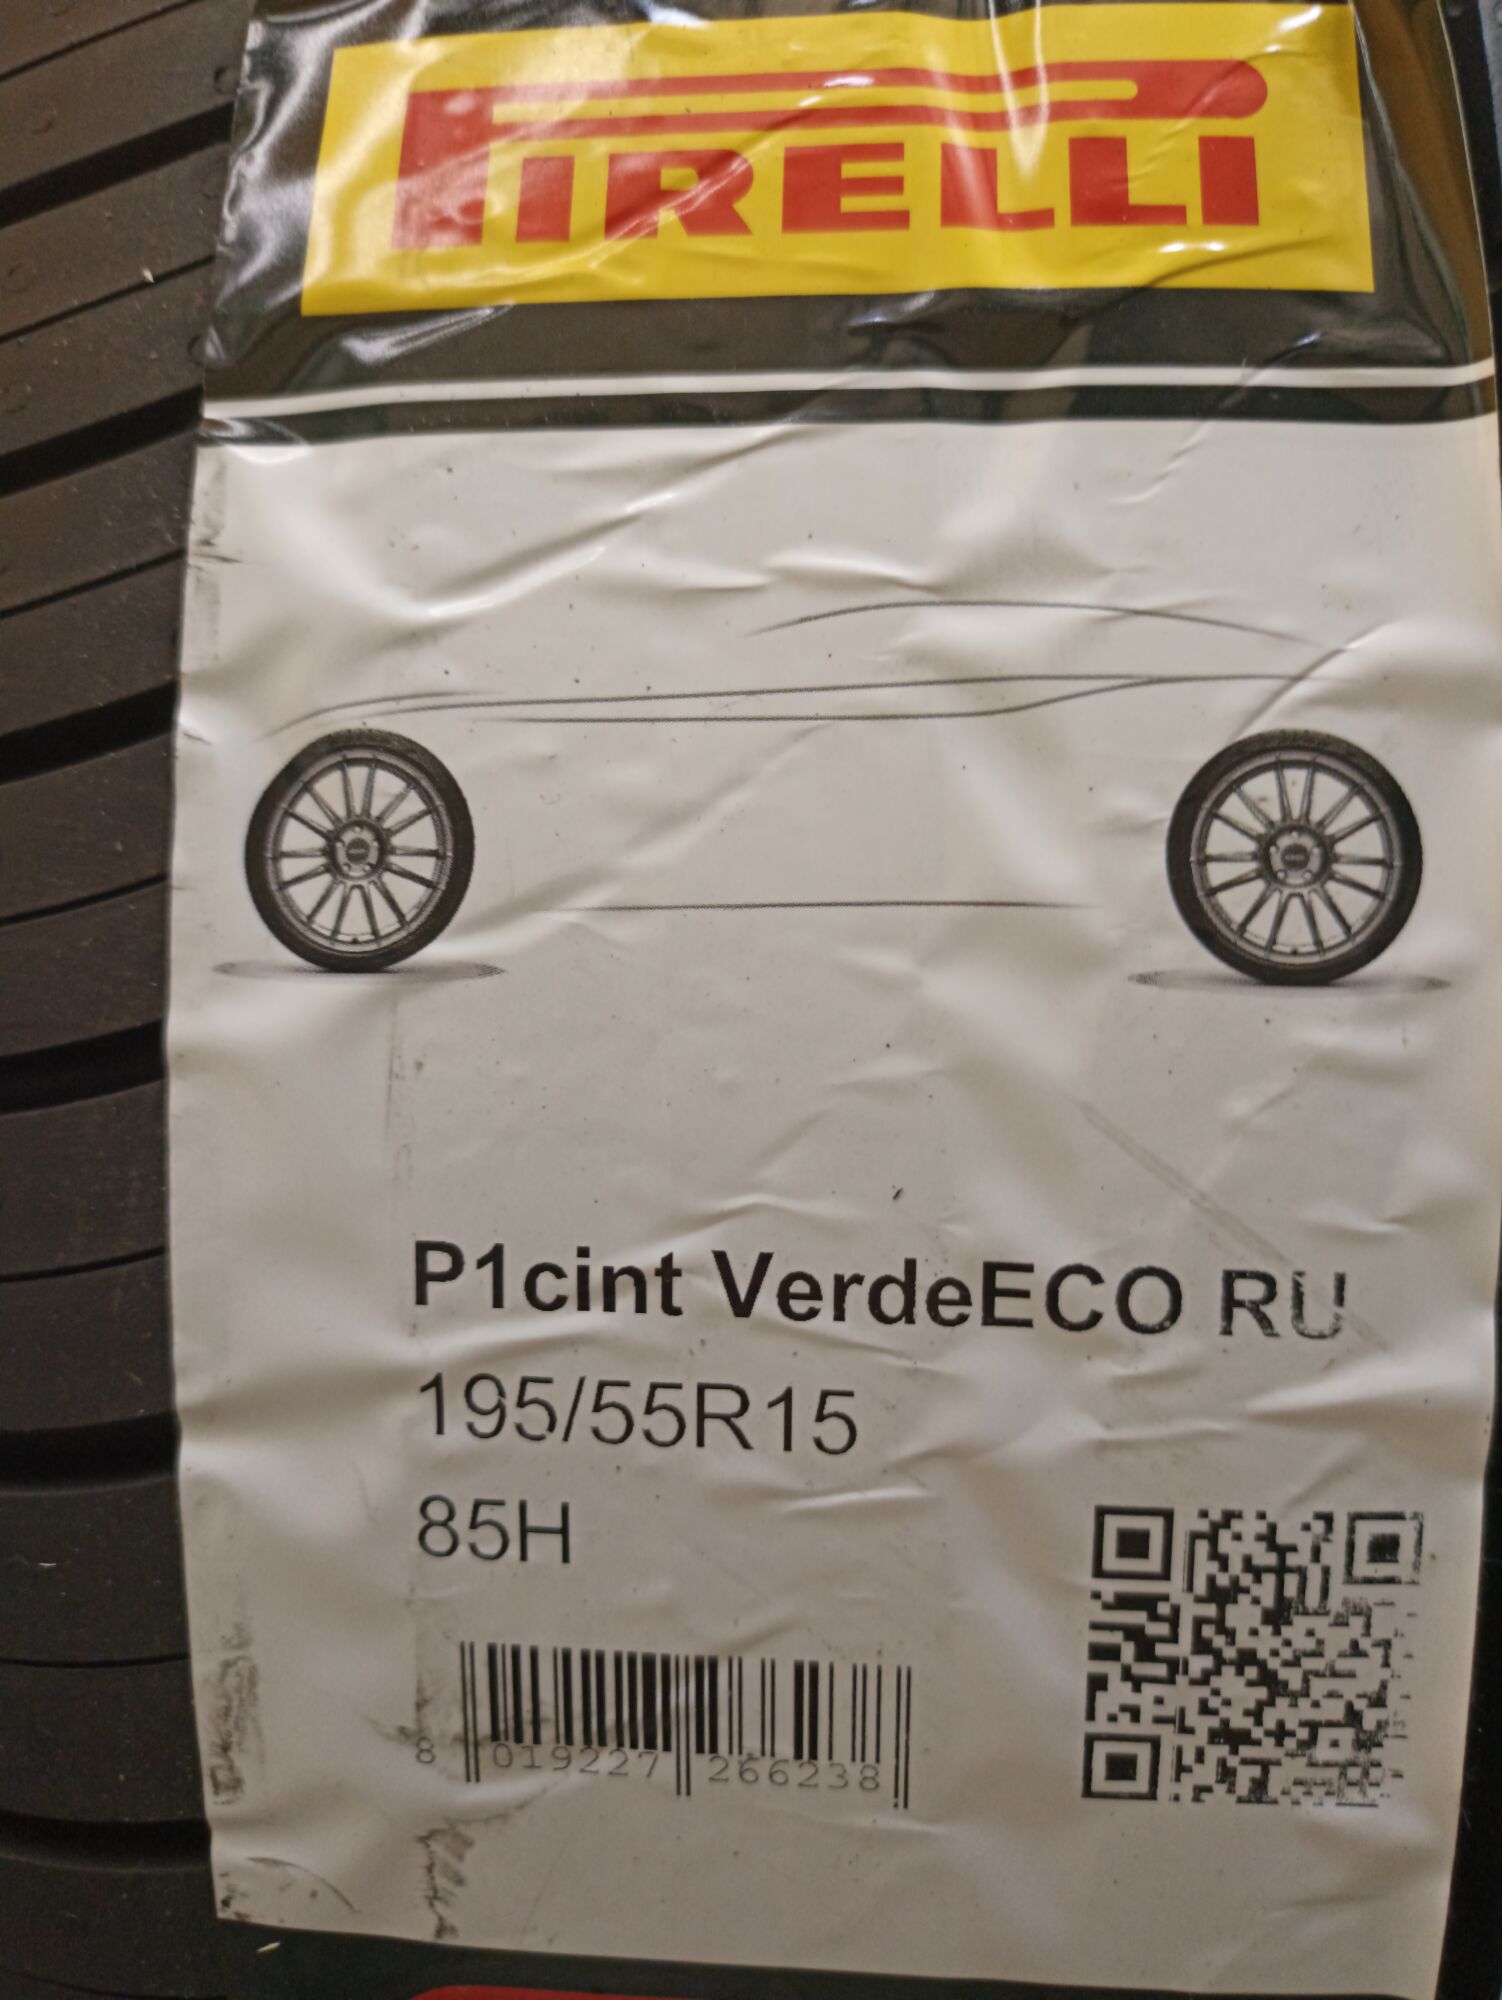 PIRELLI
P1cint VerdeECO RU
195/55R15
85H
8 019227 266238